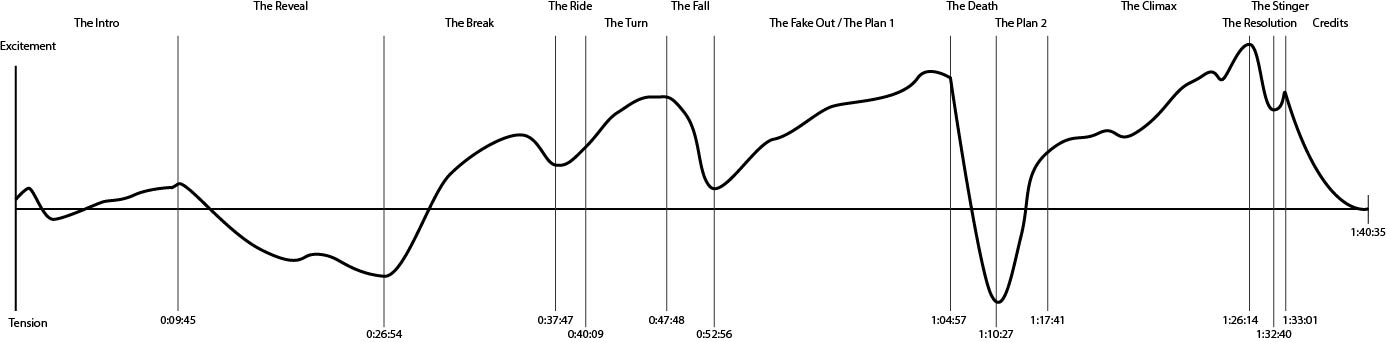 The Reveal
The Ride
The Fall
The Death
The Climax
The Stinger
The Intro
The Break
The Turn
The Fake Out / The Plan 1
The Plan 2
The Resolution
Credits
Excitement
1:40:35
Tension
0:09:45
0:37:47
0:47:48
1:04:57
1:17:41
1:26:14
1:33:01
0:26:54
0:40:09
0:52:56
1:10:27
1:32:40